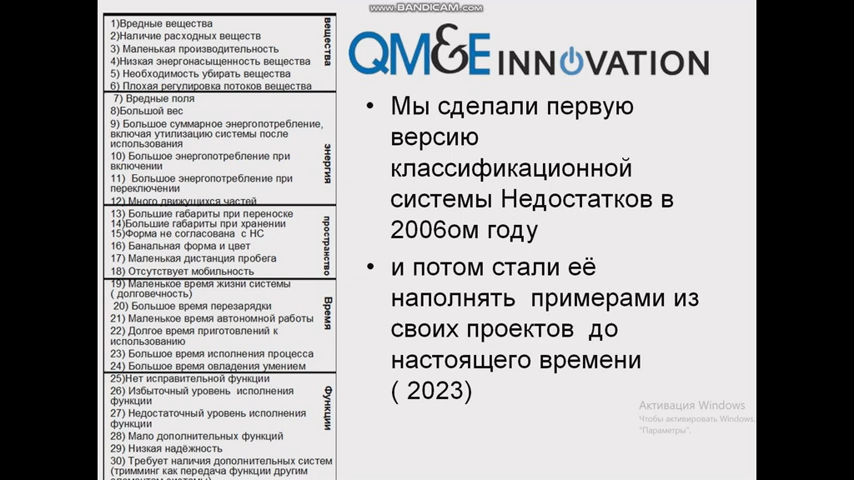 www.BANDICAM.com
1)Вредные вещества
2)Наличие расходных веществ
3) Маленькая производительность
4)Низкая энергонасыщенность вещества
5) Необходимость убирать вещества
6) Плохая регулировка потоков вещества
вещества
7) Вредные поля
8)Большой вес
9) Большое суммарное энергопотребление,
включая утилизацию системы после
использования
10) Большое энергопотребление при
включении
11) Большое энергопотребление при
переключении
12) Много движущихся частей
энергия
13) Большие габариты при переноске
14)Большие габариты при хранении
15)Форма не согласована с НС
16) Банальная форма и цвет
17) Маленькая дистанция пробега
18) Отсутствует мобильность
пространство
19) Маленькое время жизни системы
( долговечность)
20) Большое время перезарядки
21) Маленькое время автономной работы
22) Долгое время приготовлений к
использованию
23) Большое время исполнения процесса
24) Большое время овладения умением
Время
25)Нет исправительной функции
26) Избыточный уровень исполнения
функции
27) Недостаточный уровень исполнения
функции
28) Мало дополнительных функций
29) Низкая надёжность
30) Требует наличия дополнительных систем
(тримминг как передача функции другим
элементом системы)
Функции
QM&E INNOVATION
• Мы сделали первую
версию
классификационной
системы Недостатков в
2006ом году
• и потом стали её
наполнять примерами из
своих проектов до
настоящего времени
( 2023)
Активация Windows
Чтобы активировать Windows,
"Параметры".